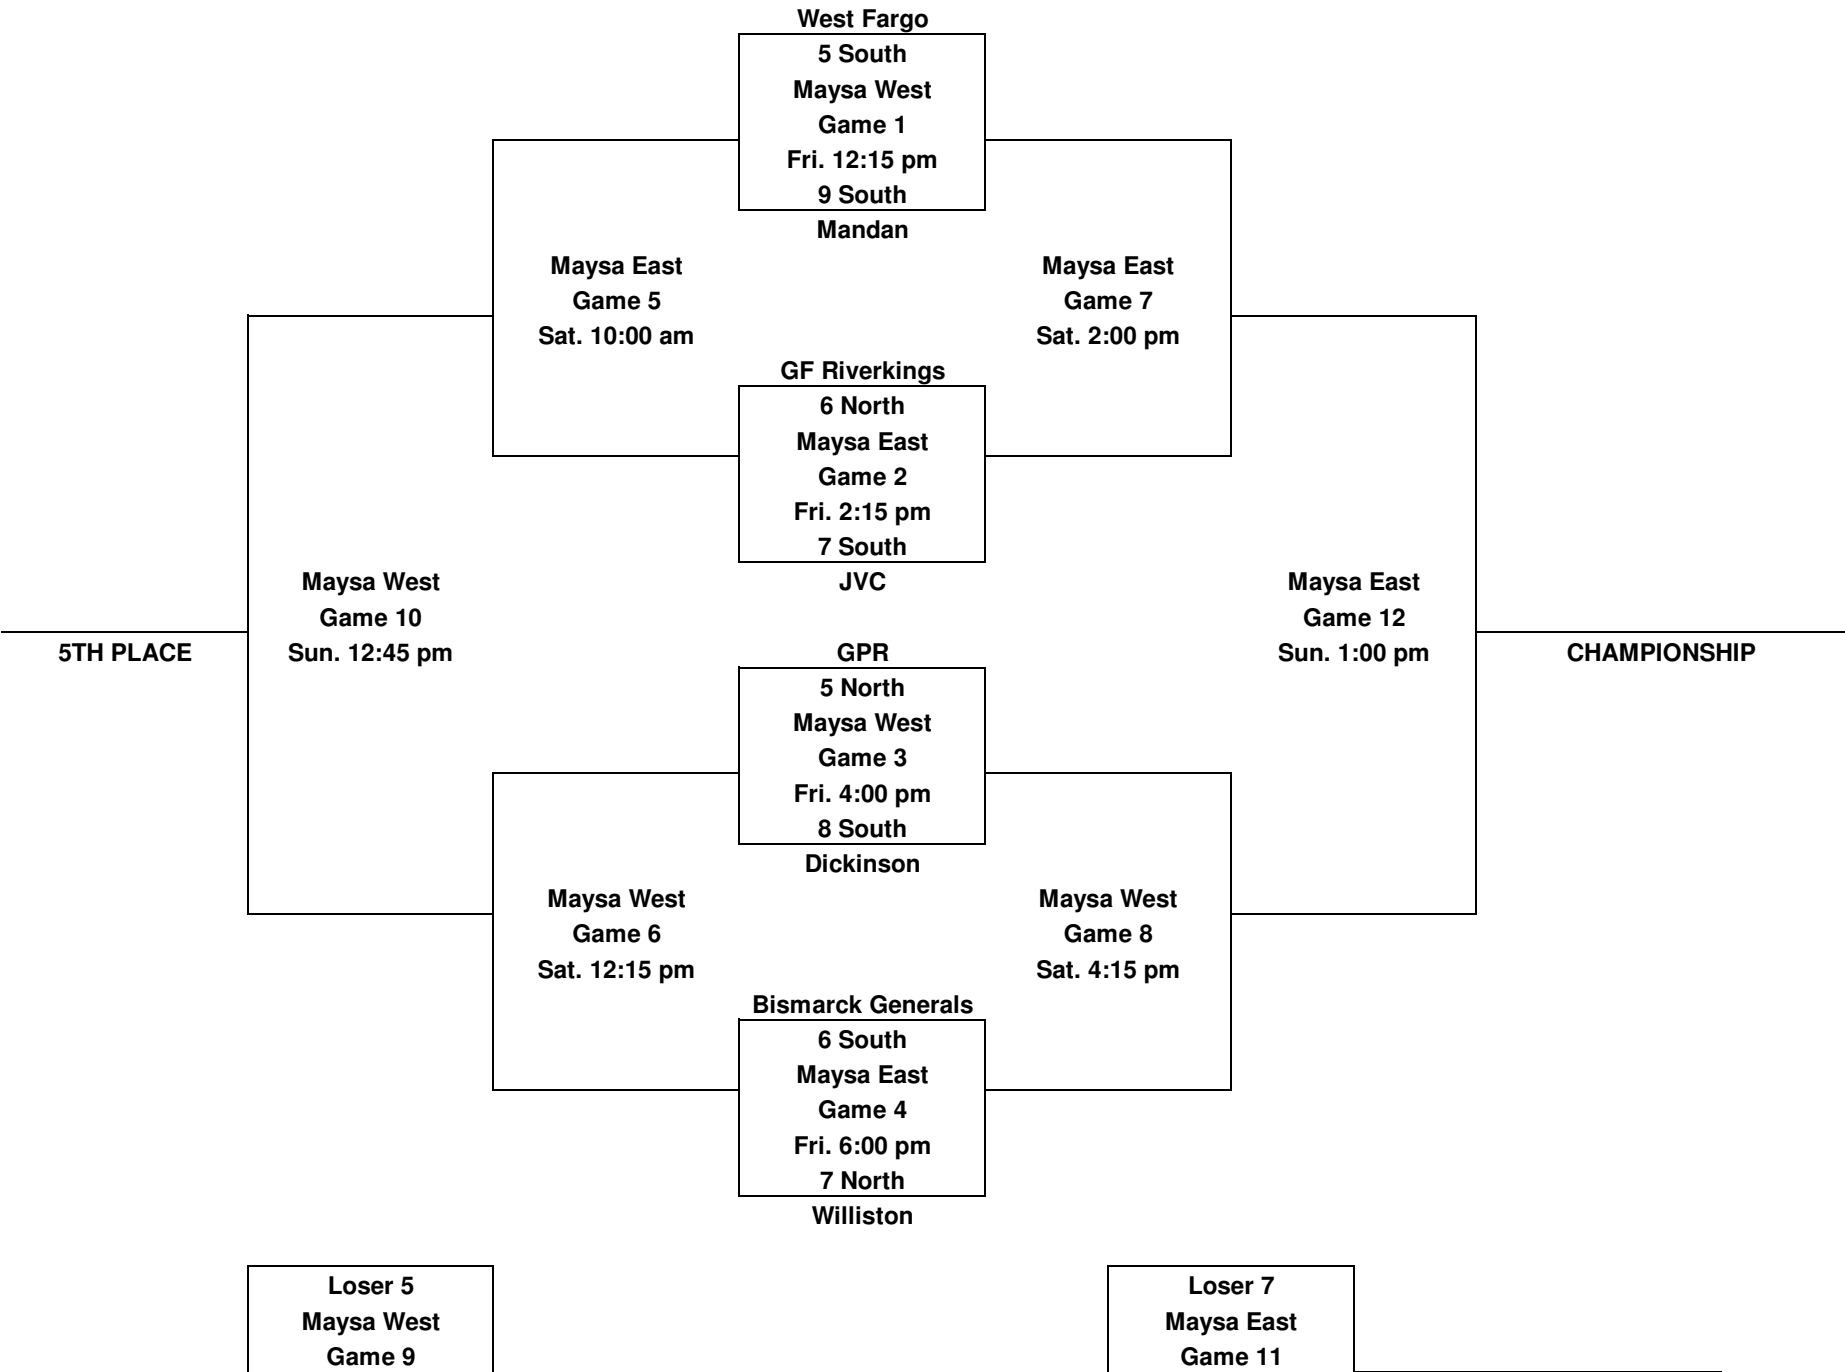 West Fargo
5 South
Maysa West
Game 1
Fri. 12:15 pm
9 South
Mandan
Maysa East
Game 5
Sat. 10:00 am
Maysa East
Game 7
Sat. 2:00 pm
GF Riverkings
6 North
Maysa East
Game 2
Fri. 2:15 pm
7 South
JVC
Maysa West
Game 10
Sun. 12:45 pm
5TH PLACE
Maysa East
Game 12
Sun. 1:00 pm
CHAMPIONSHIP
GPR
5 North
Maysa West
Game 3
Fri. 4:00 pm
8 South
Dickinson
Maysa West
Game 6
Sat. 12:15 pm
Maysa West
Game 8
Sat. 4:15 pm
Bismarck Generals
6 South
Maysa East
Game 4
Fri. 6:00 pm
7 North
Williston
Loser 5
Maysa West
Game 9
Loser 7
Maysa East
Game 11